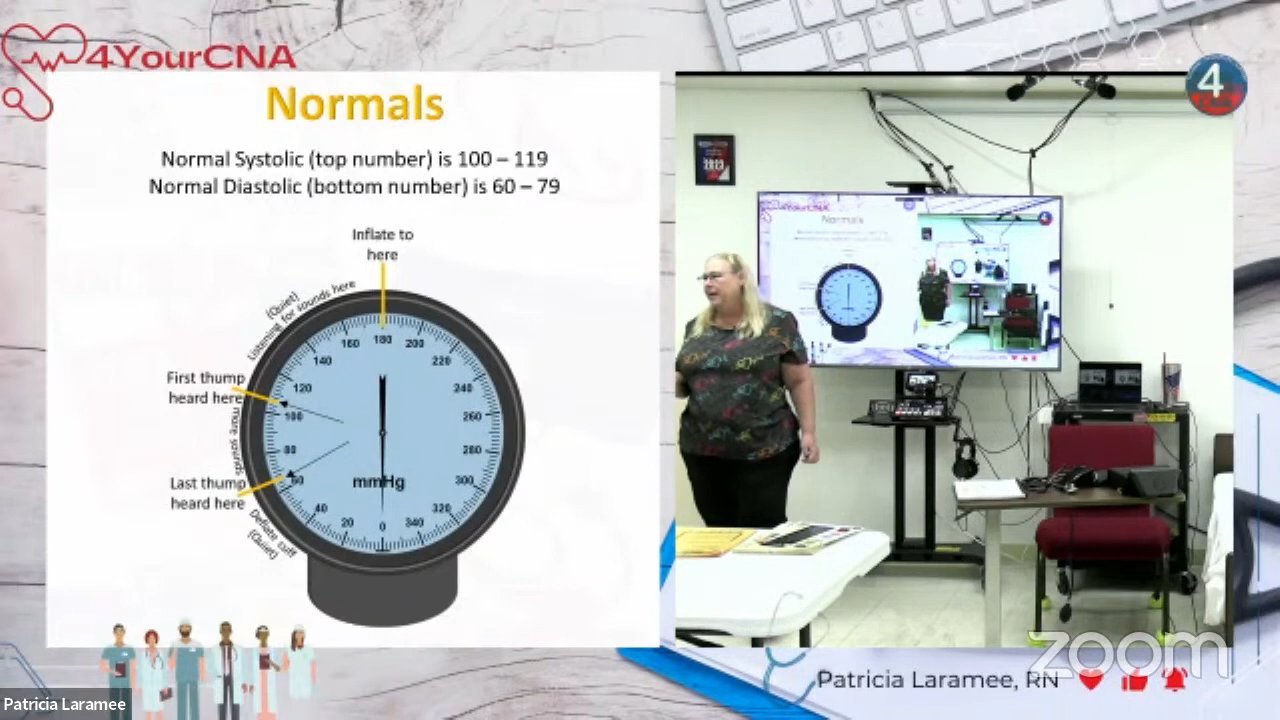 4YourCNA
Normals
Normal Systolic (top number) is 100 – 119
Normal Diastolic (bottom number) is 60 – 79
Inflate to
here
(Quiet)
Listening for sounds here
First thump
heard here
more sounds
Last thump
heard here
Deflate cuff
(Quiet)
0
20
40
60
80
100
120
140
160
180
200
220
240
260
280
300
320
340
mmHg
4
2023
4YourCNA
Normals
zoom
Patricia Laramee, RN
Patricia Laramee